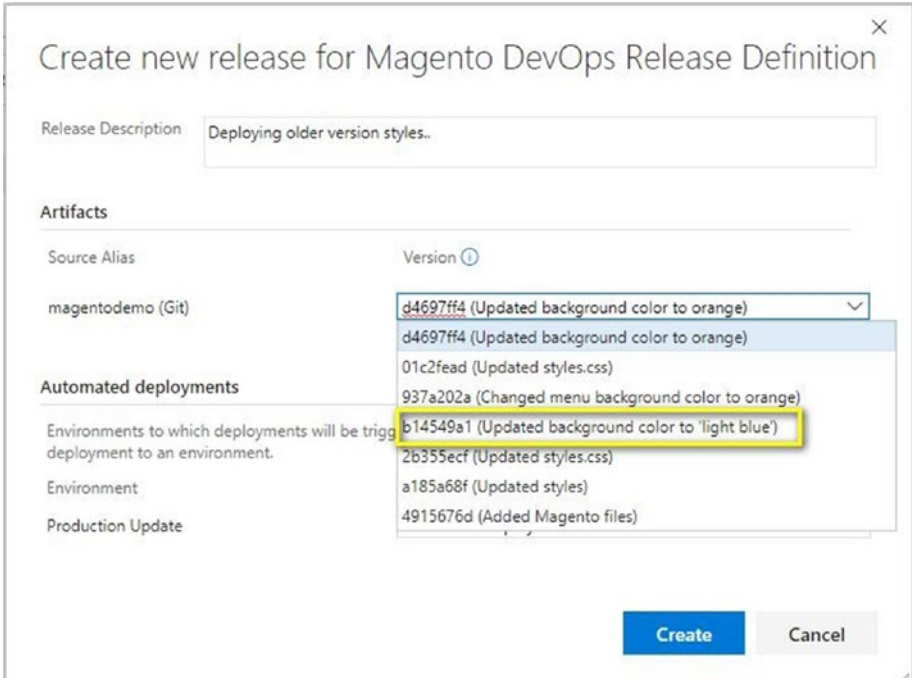 Create new release for Magento DevOps Release Definition
Release Description
Deploying older version styles..
Artifacts
Source Alias
Version
magentodemo (Git)
d4697ff4 (Updated background color to orange)
d4697ff4 (Updated background color to orange)
01c2fead (Updated styles.css)
937a202a (Changed menu background color to orange)
b14549a1 (Updated background color to 'light blue')
2b355ecf (Updated styles.css)
a185a68f (Updated styles)
4915676d (Added Magento files)
Automated deployments
Environments to which deployments will be trig
deployment to an environment.
Environment
Production Update
Create
Cancel